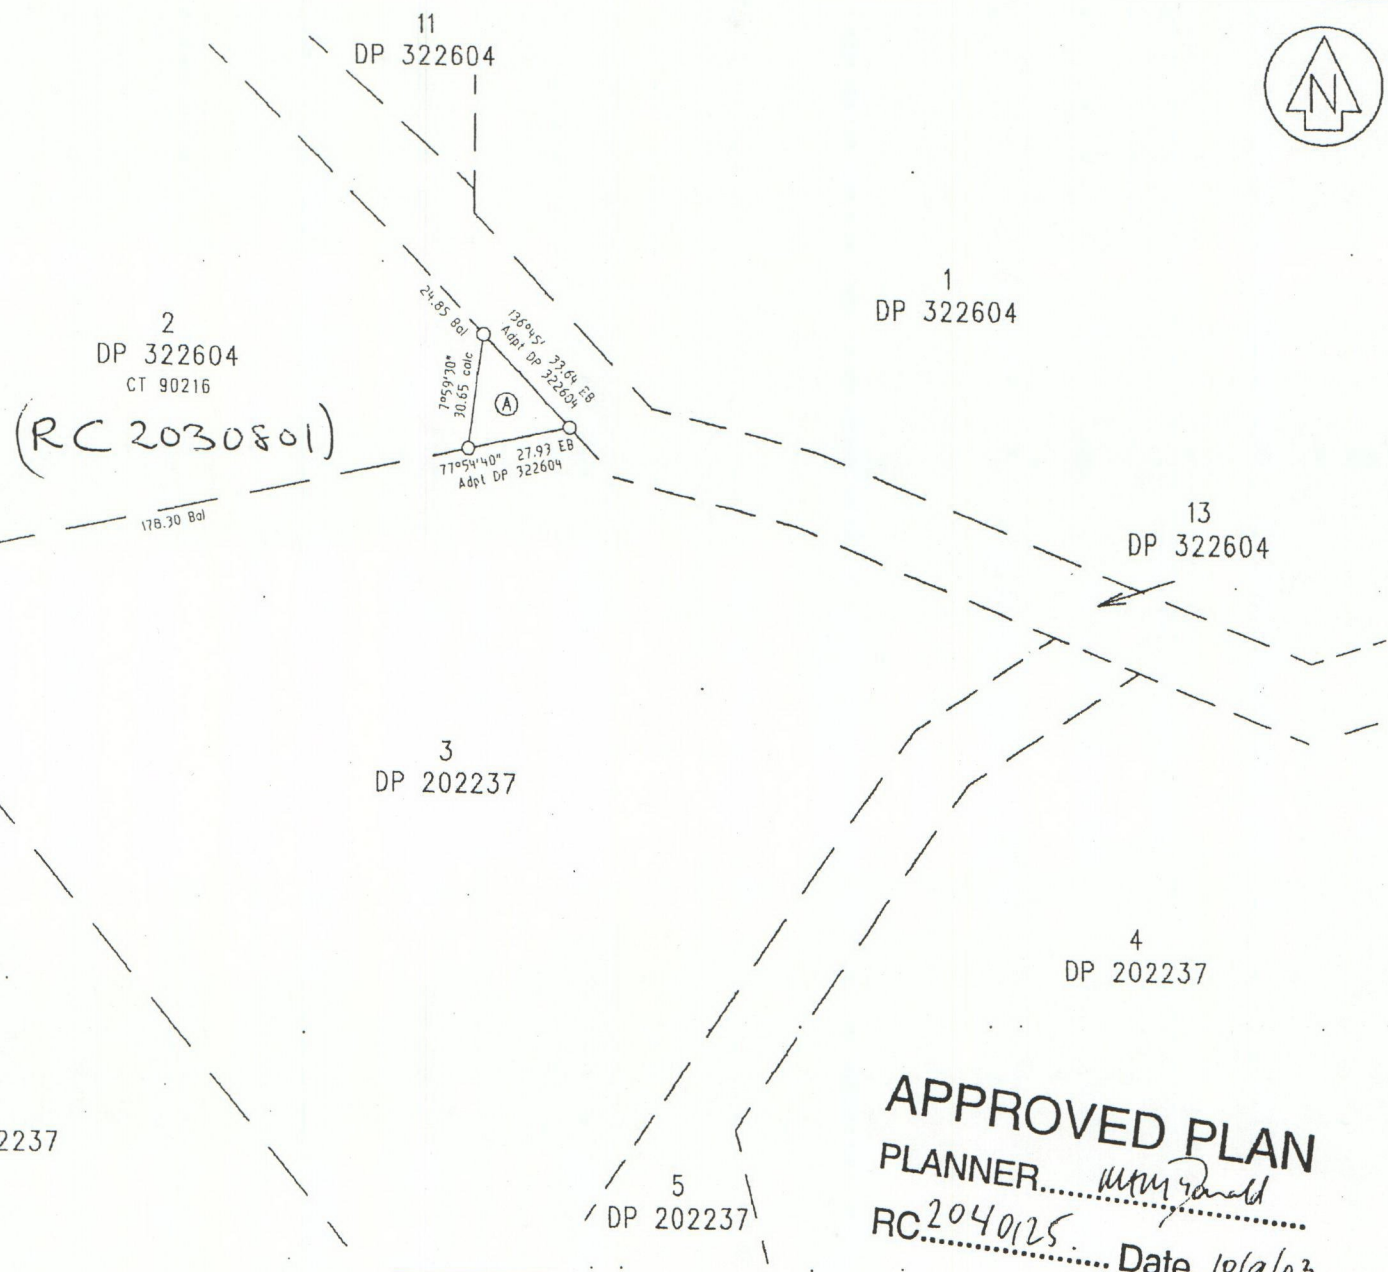 11
DP 322604
N
1
DP 322604
2
DP 322604
CT 90216
(RC 2030801)
24.85 Bal
136°45' 33.64 EB
Adpt DP 322604
7°59'30"
30.65 calc
A
77°54'40" 27.93 EB
Adpt DP 322604
178.30 Bal
13
DP 322604
3
DP 202237
4
DP 202237
2237
5
DP 202237
APPROVED PLAN
PLANNER
RC 2040125
Date